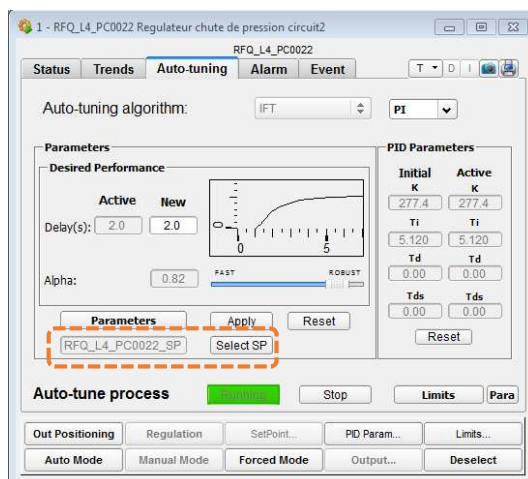 1 - RFQ_L4_PC0022 Regulateur chute de pression circuit2
RFQ_L4_PC0022
Status Trends Auto-tuning Alarm Event T D I
Auto-tuning algorithm: IFT PI
Parameters
Desired Performance
Active New
Delay(s): 2.0 2.0
0
0 5
Alpha: 0.82 FAST ROBUST
Parameters Apply Reset
RFQ_L4_PC0022_SP Select SP
PID Parameters
Initial Active
K K
277.4 277.4
Ti Ti
5.120 5.120
Td Td
0.00 0.00
Tds Tds
0.00 0.00
Reset
Auto-tune process Running Stop Limits Para
Out Positioning Regulation SetPoint... PID Param... Limits...
Auto Mode Manual Mode Forced Mode Output... Deselect